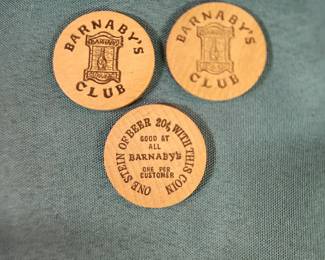 BARNABY'S
CLUB
BARNABY'S
CLUB
ONE STEIN OF BEER 20¢ WITH THIS COIN
GOOD AT
ALL
BARNABY'S
ONE PER
CUSTOMER